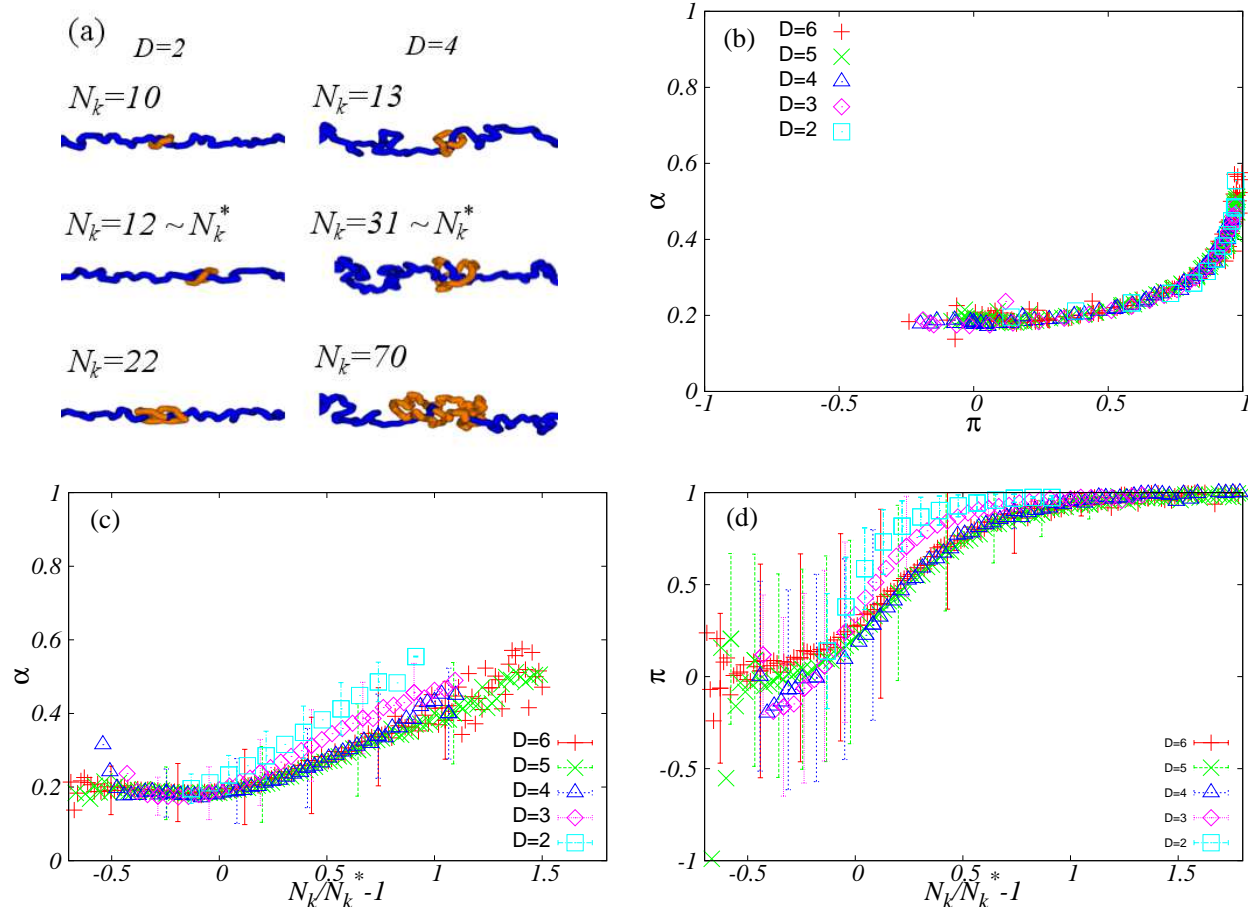 (a)
D=2 D=4
N_k=10 N_k=13
N_k=12 ~ N_k^* N_k=31 ~ N_k^*
N_k=22 N_k=70
(b)
D=6
D=5
D=4
D=3
D=2
1
0.8
0.6
0.4
0.2
0
α
-1 -0.5 0 0.5 1
π
(c)
1
0.8
0.6
0.4
0.2
0
α
D=6
D=5
D=4
D=3
D=2
-0.5 0 0.5 1 1.5
N_k/N_k^*-1
(d)
1
0.5
0
-0.5
-1
π
D=6
D=5
D=4
D=3
D=2
-0.5 0 0.5 1 1.5
N_k/N_k^*-1